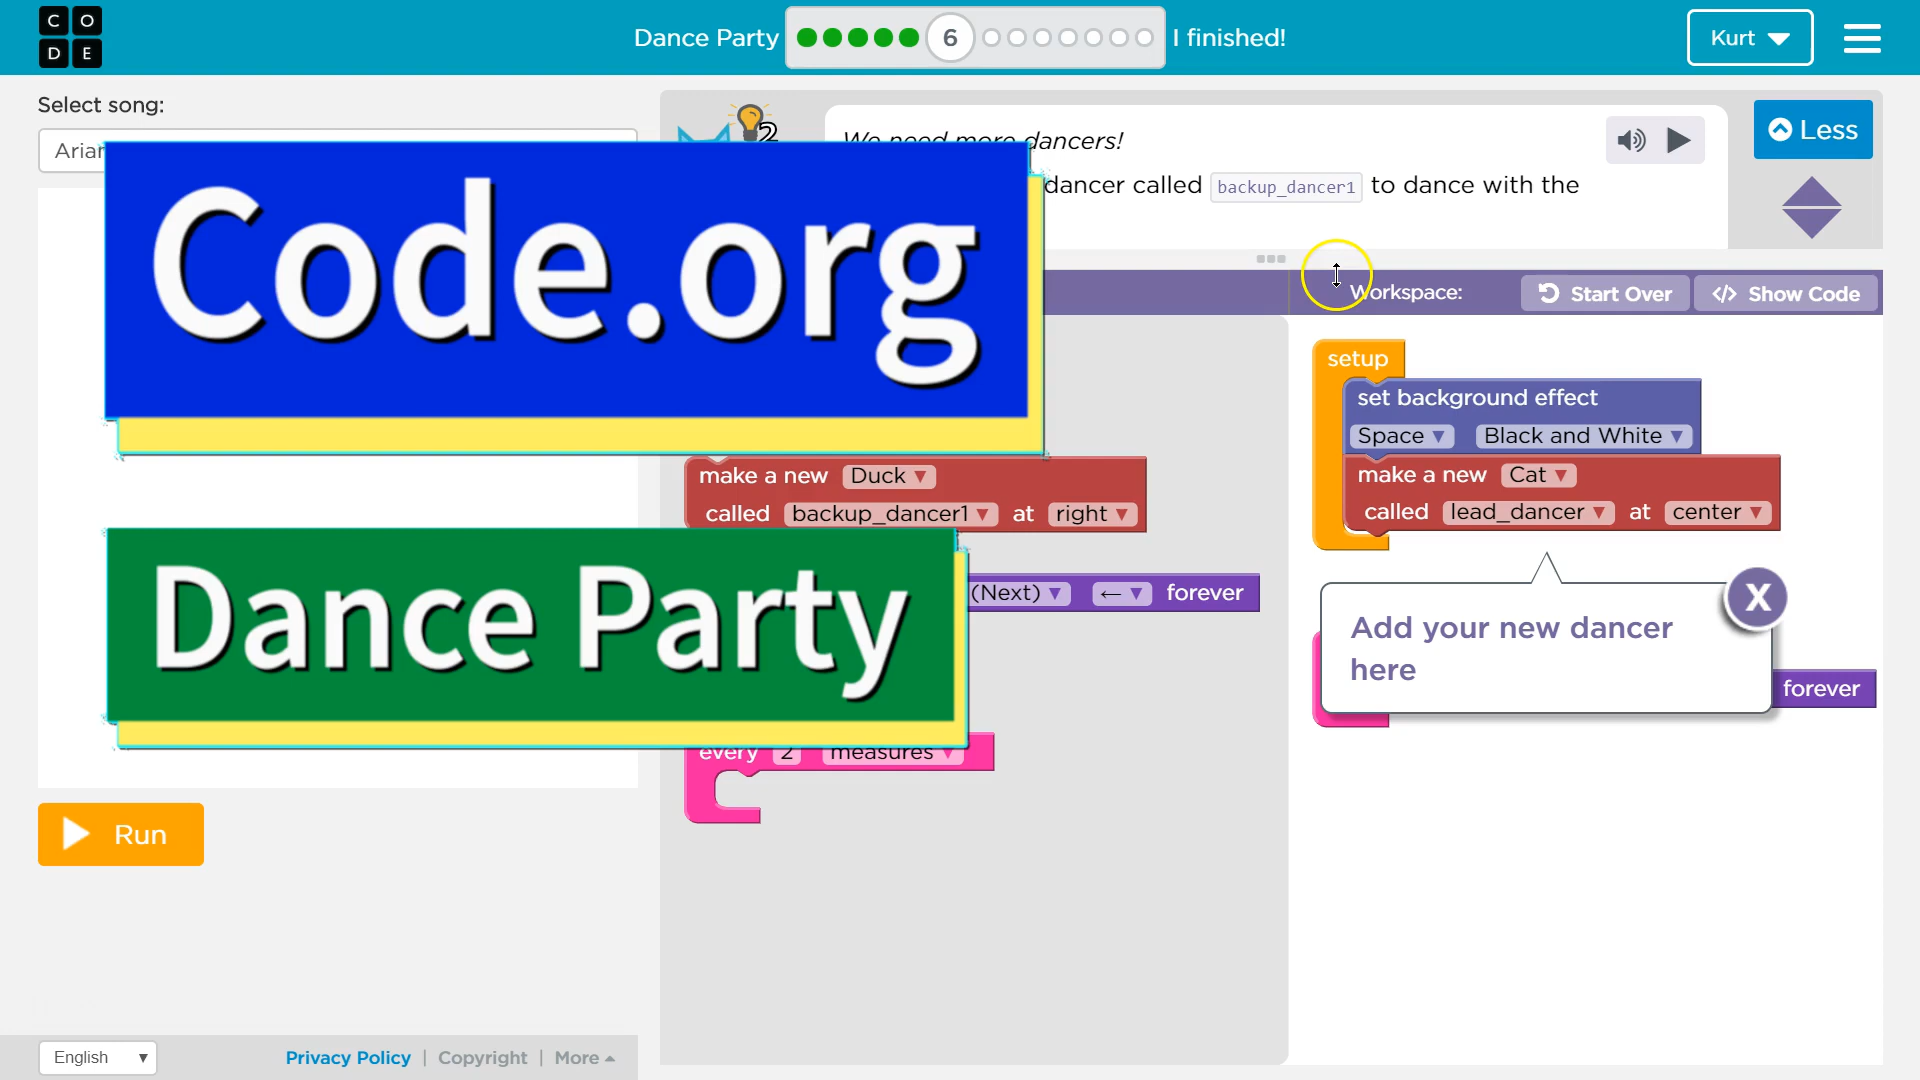 C O
D E
Dance Party
6
I finished!
Kurt
Select song:
2
We need more dancers!
Less
dancer called backup_dancer1 to dance with the
Code.org
Workspace:
Start Over
</> Show Code
setup
set background effect
Space Black and White
make a new Duck
called backup_dancer1 at right
make a new Cat
called lead_dancer at center
(Next) ← forever
Dance Party
Add your new dancer
here
X
forever
every 2 measures
Run
English
Privacy Policy | Copyright | More